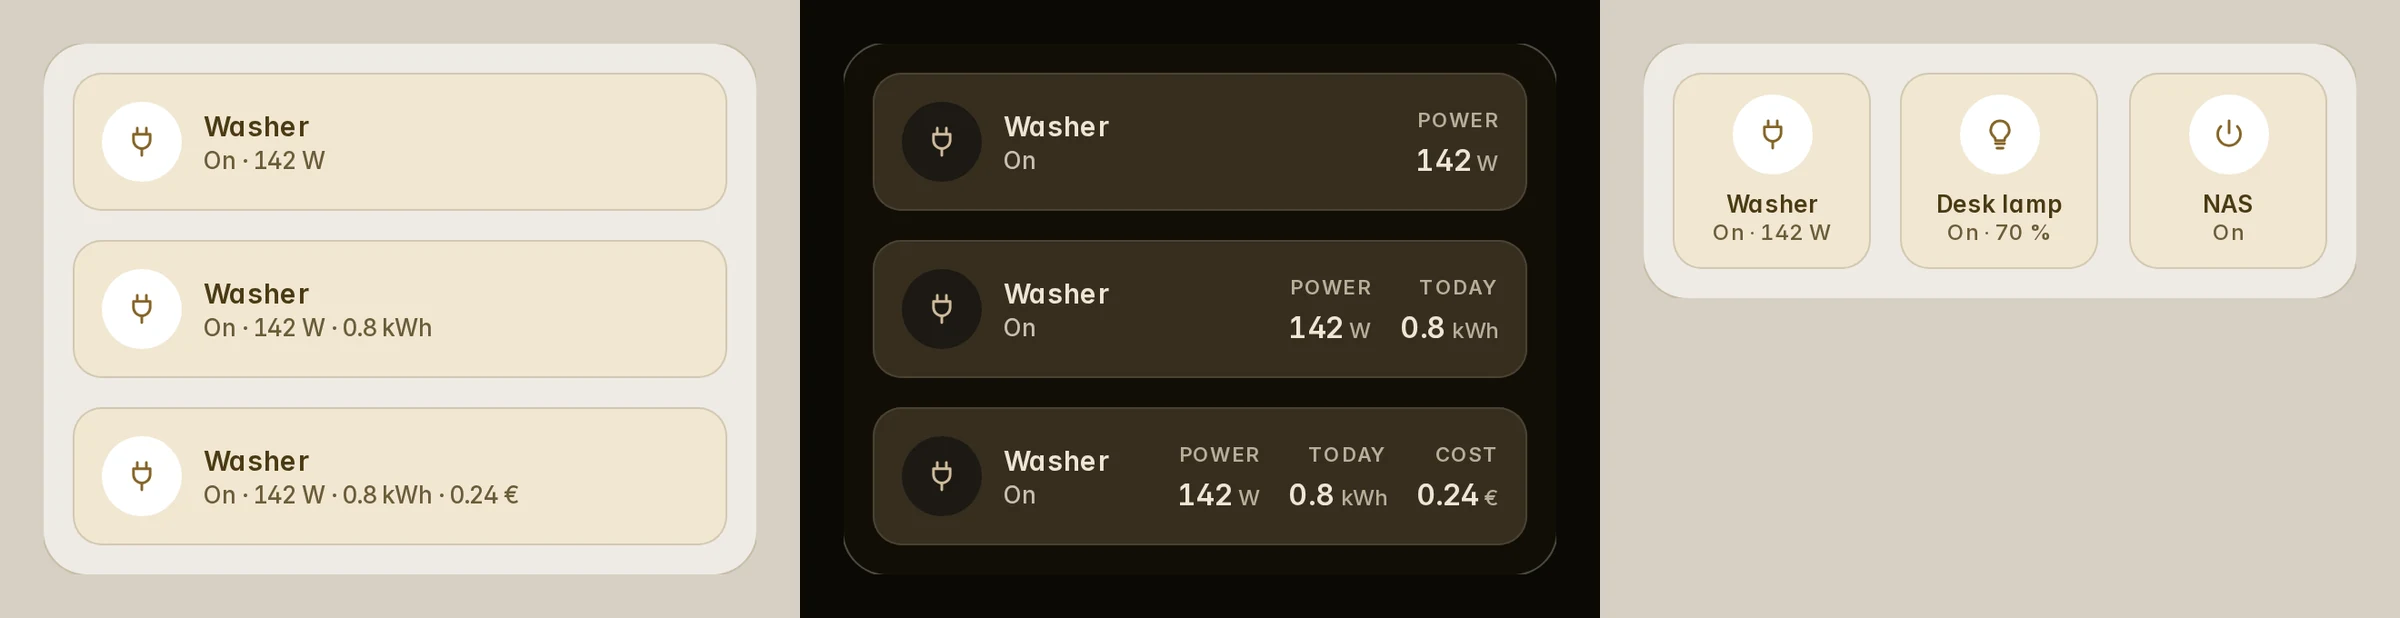 Washer
On · 142 W
Washer
On · 142 W · 0.8 kWh
Washer
On · 142 W · 0.8 kWh · 0.24 €
Washer
On
POWER
142 W
Washer
On
POWER TODAY
142 W 0.8 kWh
Washer
On
POWER TODAY COST
142 W 0.8 kWh 0.24 €
Washer
On · 142 W
Desk lamp
On · 70 %
NAS
On